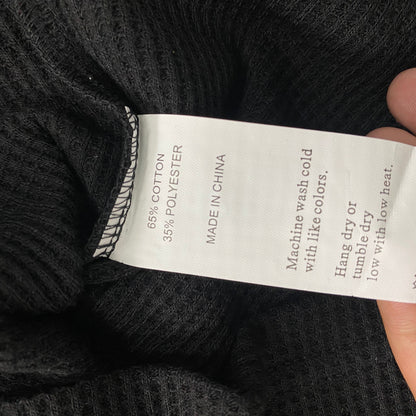 65% COTTON
35% POLYESTER
MADE IN CHINA
Machine wash cold
with like colors.
Hang dry or
tumble dry
low with low heat.